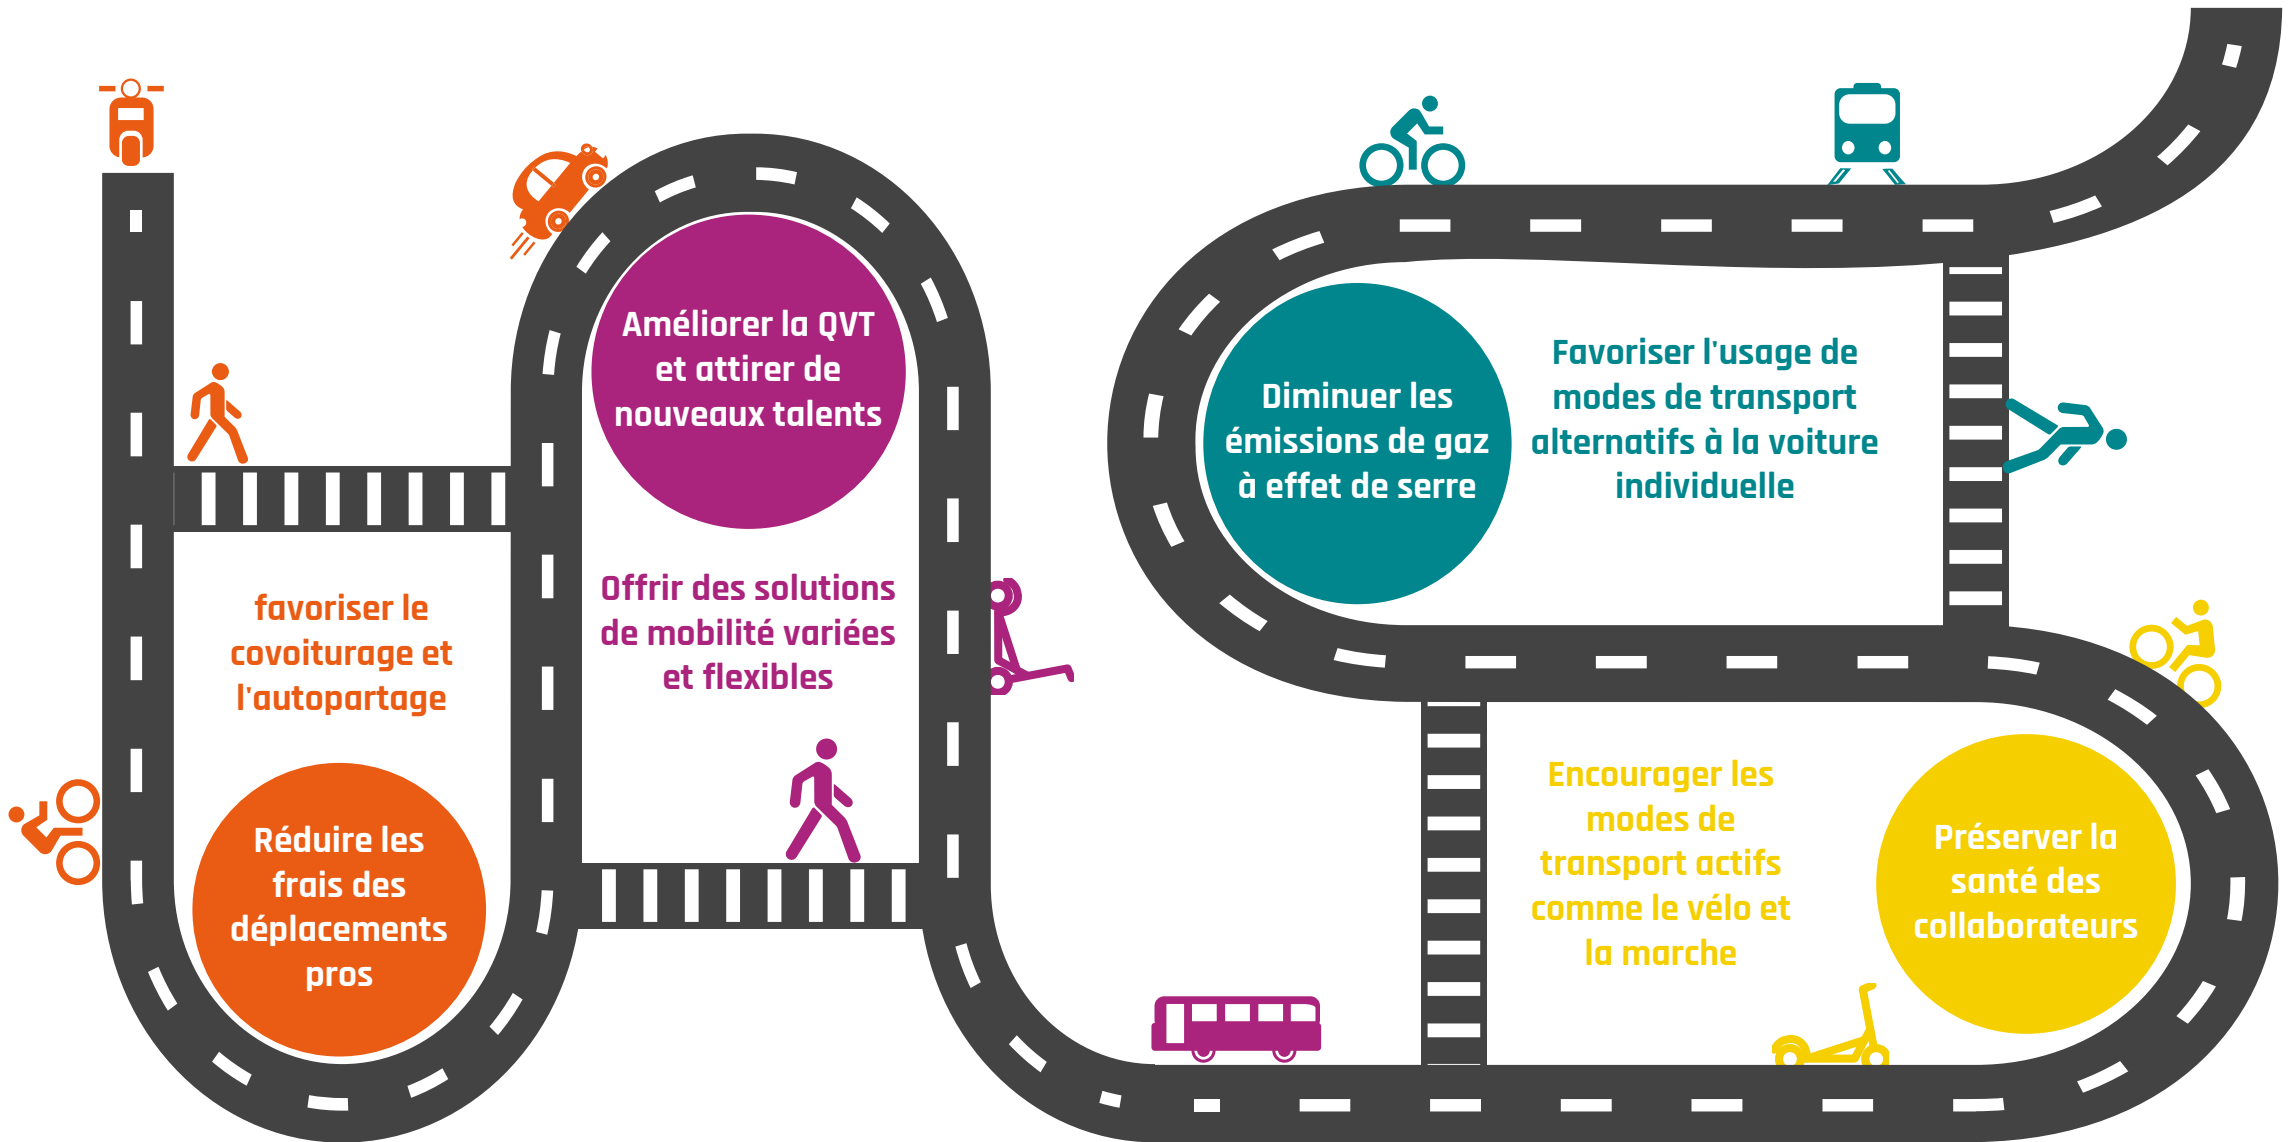 favoriser le
covoiturage et
l'autopartage
Réduire les
frais des
déplacements
pros
Améliorer la QVT
et attirer de
nouveaux talents
Offrir des solutions
de mobilité variées
et flexibles
Diminuer les
émissions de gaz
à effet de serre
Favoriser l'usage de
modes de transport
alternatifs à la voiture
individuelle
Encourager les
modes de
transport actifs
comme le vélo et
la marche
Préserver la
santé des
collaborateurs